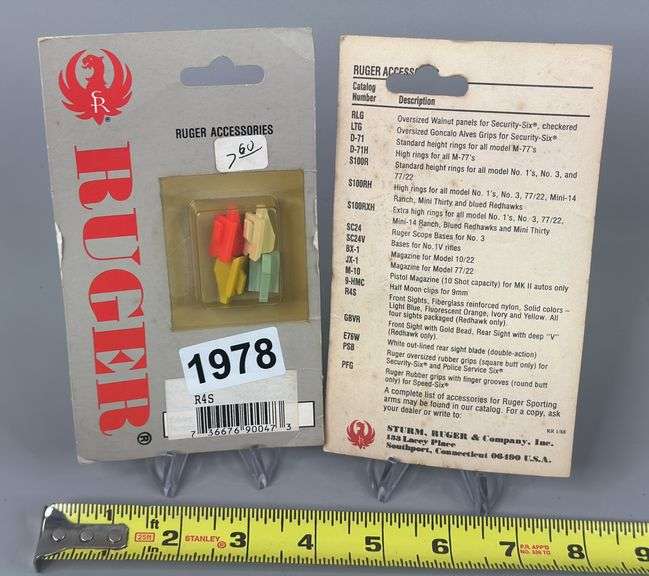 RUGER
R
RUGER ACCESSORIES
7 60
1978
R4S
7 36676 90047 3
RUGER ACCESS
Catalog
Number Description
RLG Oversized Walnut panels for Security-Six®, checkered
LTG Oversized Goncalo Alves Grips for Security-Six®
D-71 Standard height rings for all model M-77's
D-71H High rings for all M-77's
S100R Standard height rings for all model No. 1's, No. 3, and
77/22
S100RH High rings for all model No. 1's, No. 3, 77/22, Mini-14
Ranch, Mini Thirty and blued Redhawks
S100RXH Extra high rings for all model No. 1's, No. 3, 77/22,
Mini-14 Ranch, Blued Redhawks and Mini Thirty
SC24 Ruger Scope Bases for No. 3
SC24V Bases for No. 1V rifles
BX-1 Magazine for Model 10/22
JX-1 Magazine for Model 77/22
M-10 Pistol Magazine (10 Shot capacity) for MK II autos only
9-HMC Half Moon clips for 9mm
R4S Front Sights, Fiberglass reinforced nylon, Solid colors –
Light Blue, Fluorescent Orange, Ivory and Yellow. All
four sights packaged (Redhawk only).
GBVR Front Sight with Gold Bead, Rear Sight with deep "V"
(Redhawk only).
E76W White out-lined rear sight blade (double-action)
PSB Ruger oversized rubber grips (square butt only) for
Security-Six® and Police Service Six®
PFG Ruger Rubber grips with finger grooves (round butt
only) for Speed-Six®
A complete list of accessories for Ruger Sporting
arms may be found in our catalog. For a copy, ask
your dealer or write to:
RR 1/88
STURM, RUGER & Company, Inc.
153 Lacey Place
Southport, Connecticut 06490 U.S.A.
1 ft 2 STANLEY® 3 4 5 6 7 8 9
25ft
P.R. APP'D